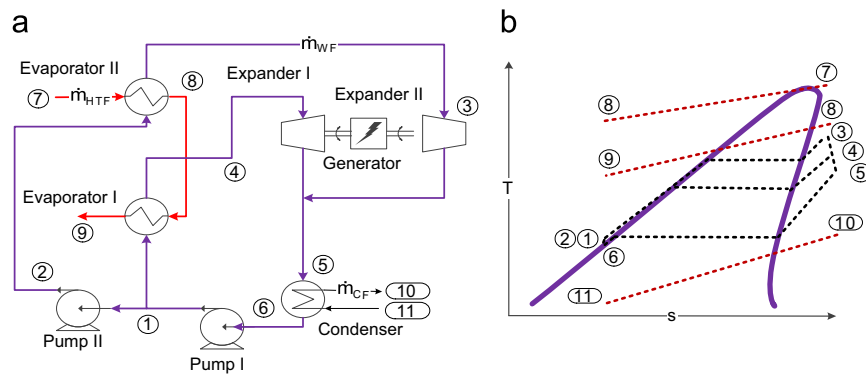 a
ṁWF
Evaporator II
⑧
Expander I
⑦
ṁHTF
Expander II
③
Generator
④
Evaporator I
⑨
②
⑤
⑥
ṁCF
⑩
⑪
①
Condenser
Pump II
Pump I
b
⑦
⑧
⑧
③
④
⑨
⑤
T
⑩
② ①
⑥
⑪
s